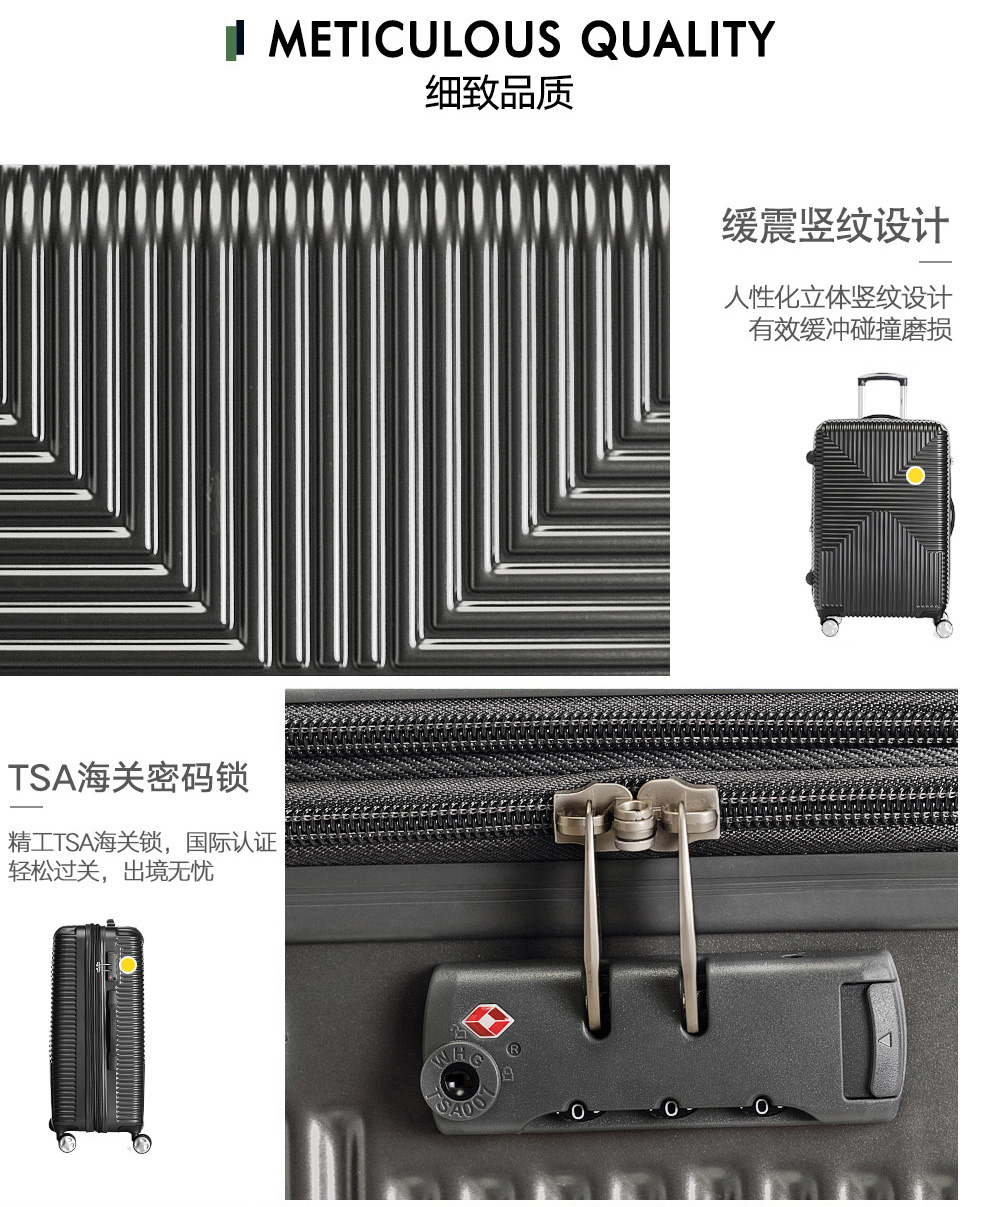 METICULOUS QUALITY
细致品质
缓震竖纹设计
人性化立体竖纹设计
有效缓冲碰撞磨损
TSA海关密码锁
精工TSA海关锁，国际认证
轻松过关，出境无忧
®
WHG
TSA007
0 0 0